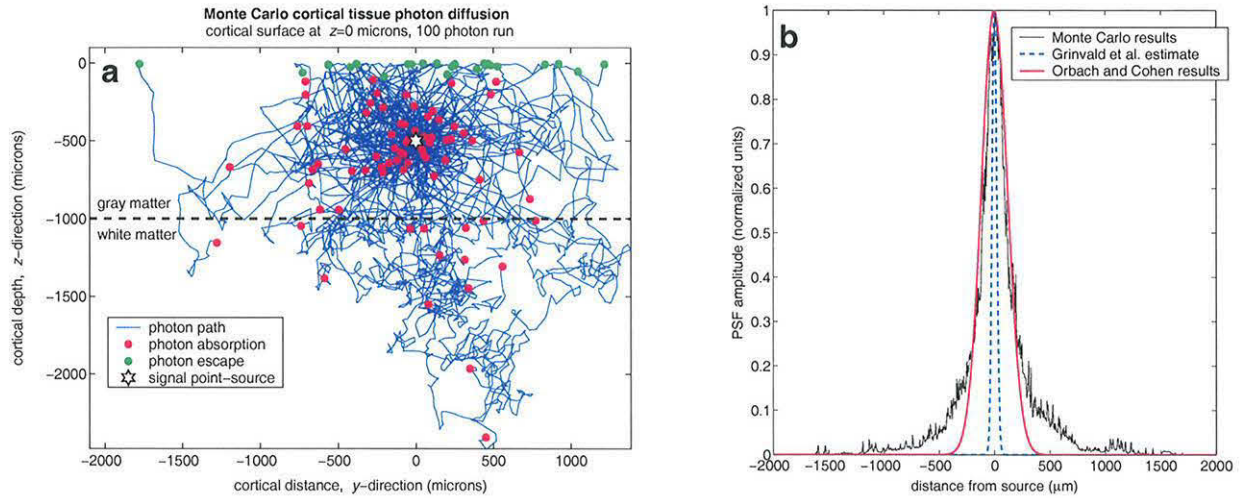 Monte Carlo cortical tissue photon diffusion
cortical surface at z=0 microns, 100 photon run
a
0
−500
−1000
−1500
−2000
gray matter
white matter
photon path
photon absorption
photon escape
signal point−source
cortical depth, z−direction (microns)
−2000
−1500
−1000
−500
0
500
1000
cortical distance, y−direction (microns)
b
Monte Carlo results
Grinvald et al. estimate
Orbach and Cohen results
1
0.9
0.8
0.7
0.6
0.5
0.4
0.3
0.2
0.1
0
PSF amplitude (normalized units)
−2000
−1500
−1000
−500
0
500
1000
1500
2000
distance from source (μm)